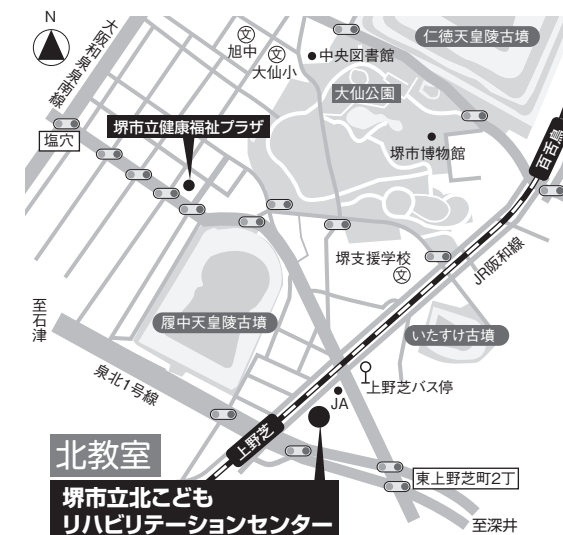 N
大阪和泉泉南線
旭中
文
大仙小
文
中央図書館
仁徳天皇陵古墳
大仙公園
塩穴
堺市立健康福祉プラザ
堺市博物館
百舌鳥
JR阪和線
堺支援学校
文
至石津
履中天皇陵古墳
いたすけ古墳
泉北1号線
上野芝バス停
JA
上野芝
北教室
東上野芝町2丁
堺市立北こども
リハビリテーションセンター
至深井